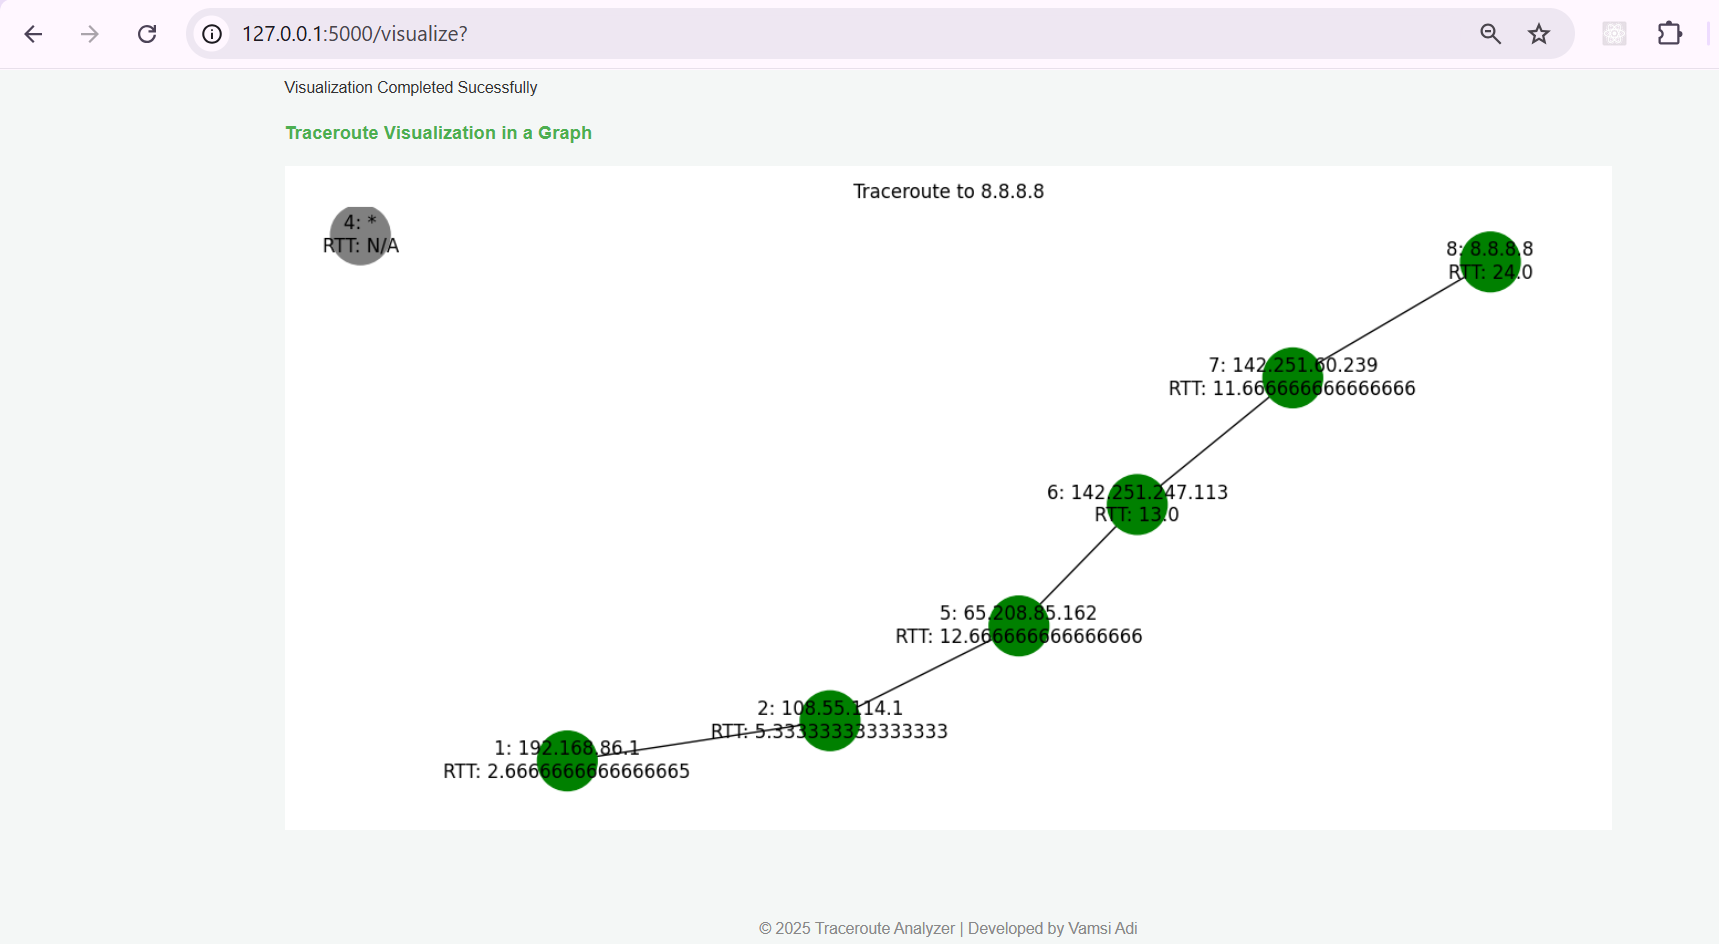 127.0.0.1:5000/visualize?
Visualization Completed Sucessfully
Traceroute Visualization in a Graph
Traceroute to 8.8.8.8
4: *
RTT: N/A
8: 8.8.8.8
RTT: 24.0
7: 142.251.60.239
RTT: 11.666666666666666
6: 142.251.247.113
RTT: 13.0
5: 65.208.85.162
RTT: 12.666666666666666
2: 108.55.114.1
RTT: 5.333333333333333
1: 192.168.86.1
RTT: 2.6666666666666665
© 2025 Traceroute Analyzer | Developed by Vamsi Adi